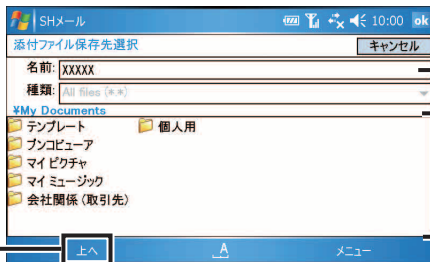 SHメール 10:00 ok
添付ファイル保存先選択 キャンセル
名前: XXXXX
種類: All files (*.*)
¥My Documents
テンプレート 個人用
ブンコビューア
マイ ピクチャ
マイ ミュージック
会社関係 (取引先)
上へ A メニュー